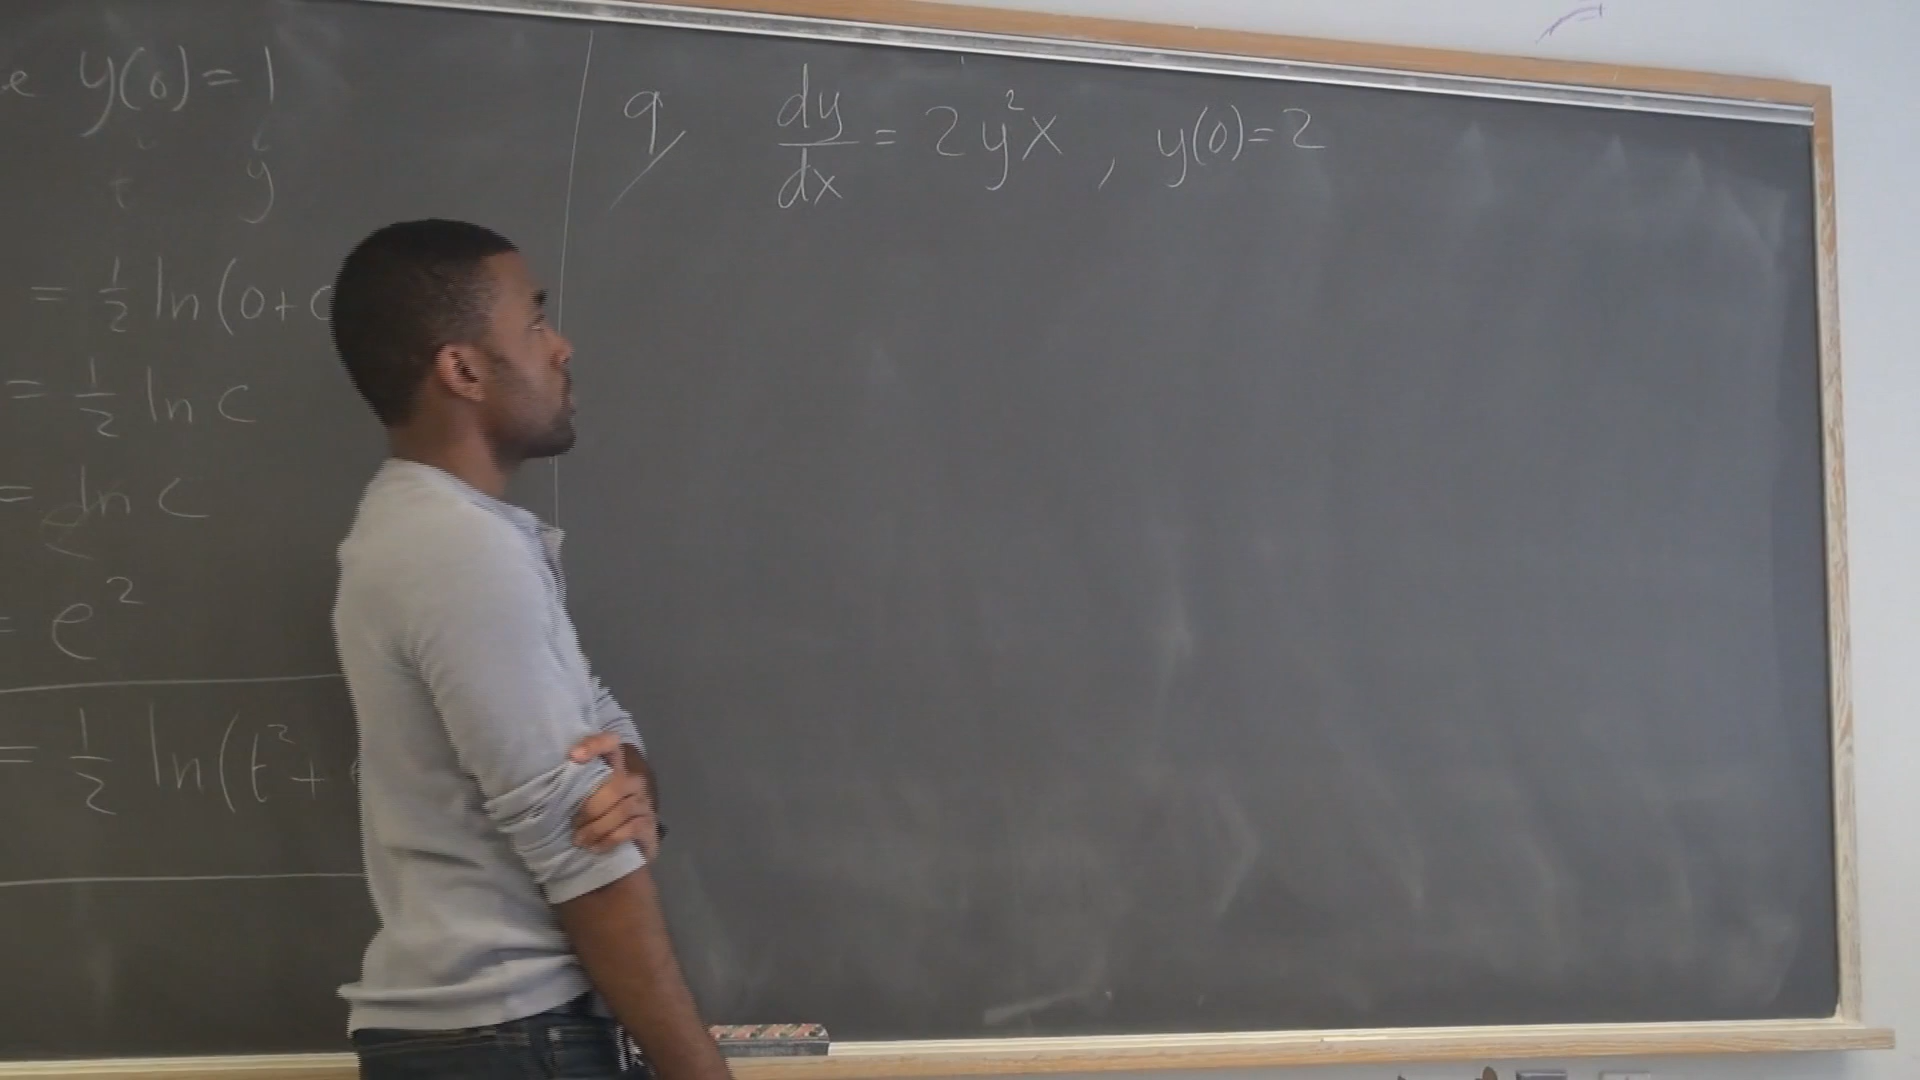 y(0) = 1
= 1/2 ln(0+
= 1/2 ln c
= ln c
= e²
= 1/2 ln(t²+
9/ dy/dx = 2y²x , y(0)=2